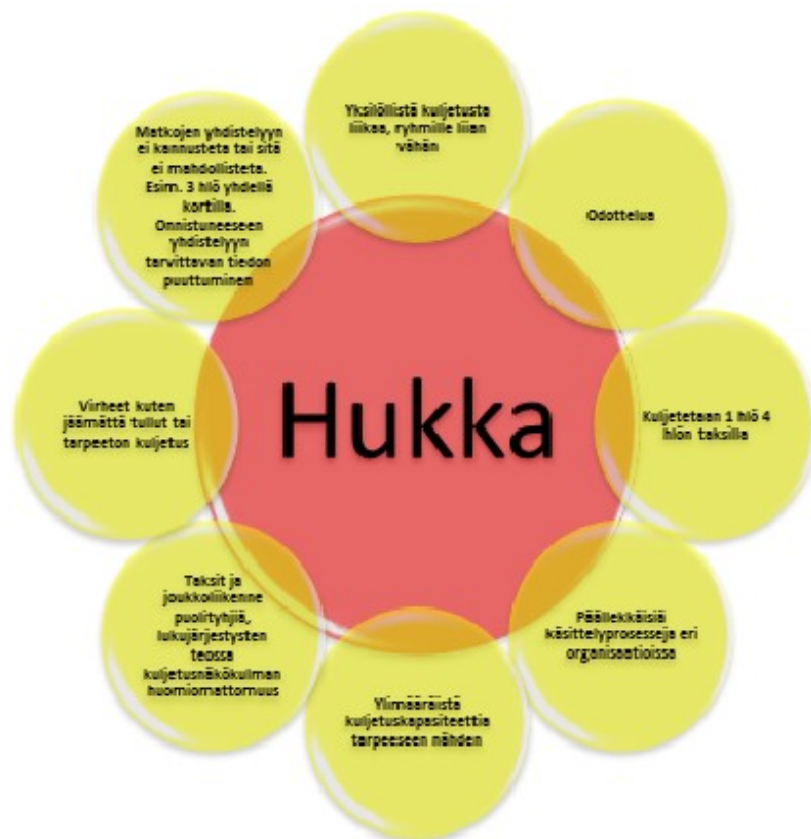 Yksilöllistä kuljetusta
liikaa, ryhmille liian
vähän
Odottelua
Kuljetetaan 1 hlö 4
hlön taksilla
Päällekkäisiä
käsittelyprosesseja eri
organisaatioissa
Ylimääräistä
kuljetuskapasiteettia
tarpeeseen nähden
Taksit ja
joukkoliikenne
puolityhjiä,
lukujärjestysten
teossa
kuljetusnäkökulman
huomiomattomuus
Virheet kuten
jäämättä tullut tai
tarpeeton kuljetus
Matkojen yhdistelyyn
ei kannusteta tai sitä
ei mahdollisteta.
Esim. 3 hlö yhdellä
kortilla.
Onnistuneeseen
yhdistelyyn
tarvittavan tiedon
puuttuminen
Hukka